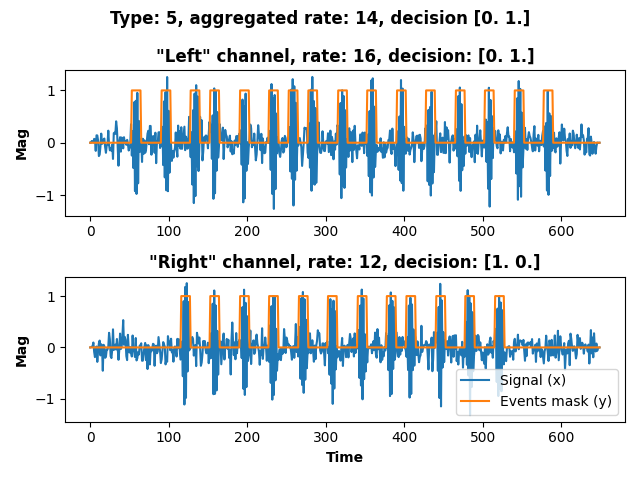 Type: 5, aggregated rate: 14, decision [0. 1.]
"Left" channel, rate: 16, decision: [0. 1.]
Mag
1
0
−1
0 100 200 300 400 500 600
"Right" channel, rate: 12, decision: [1. 0.]
Mag
1
0
−1
Signal (x)
Events mask (y)
0 100 200 300 400 500 600
Time